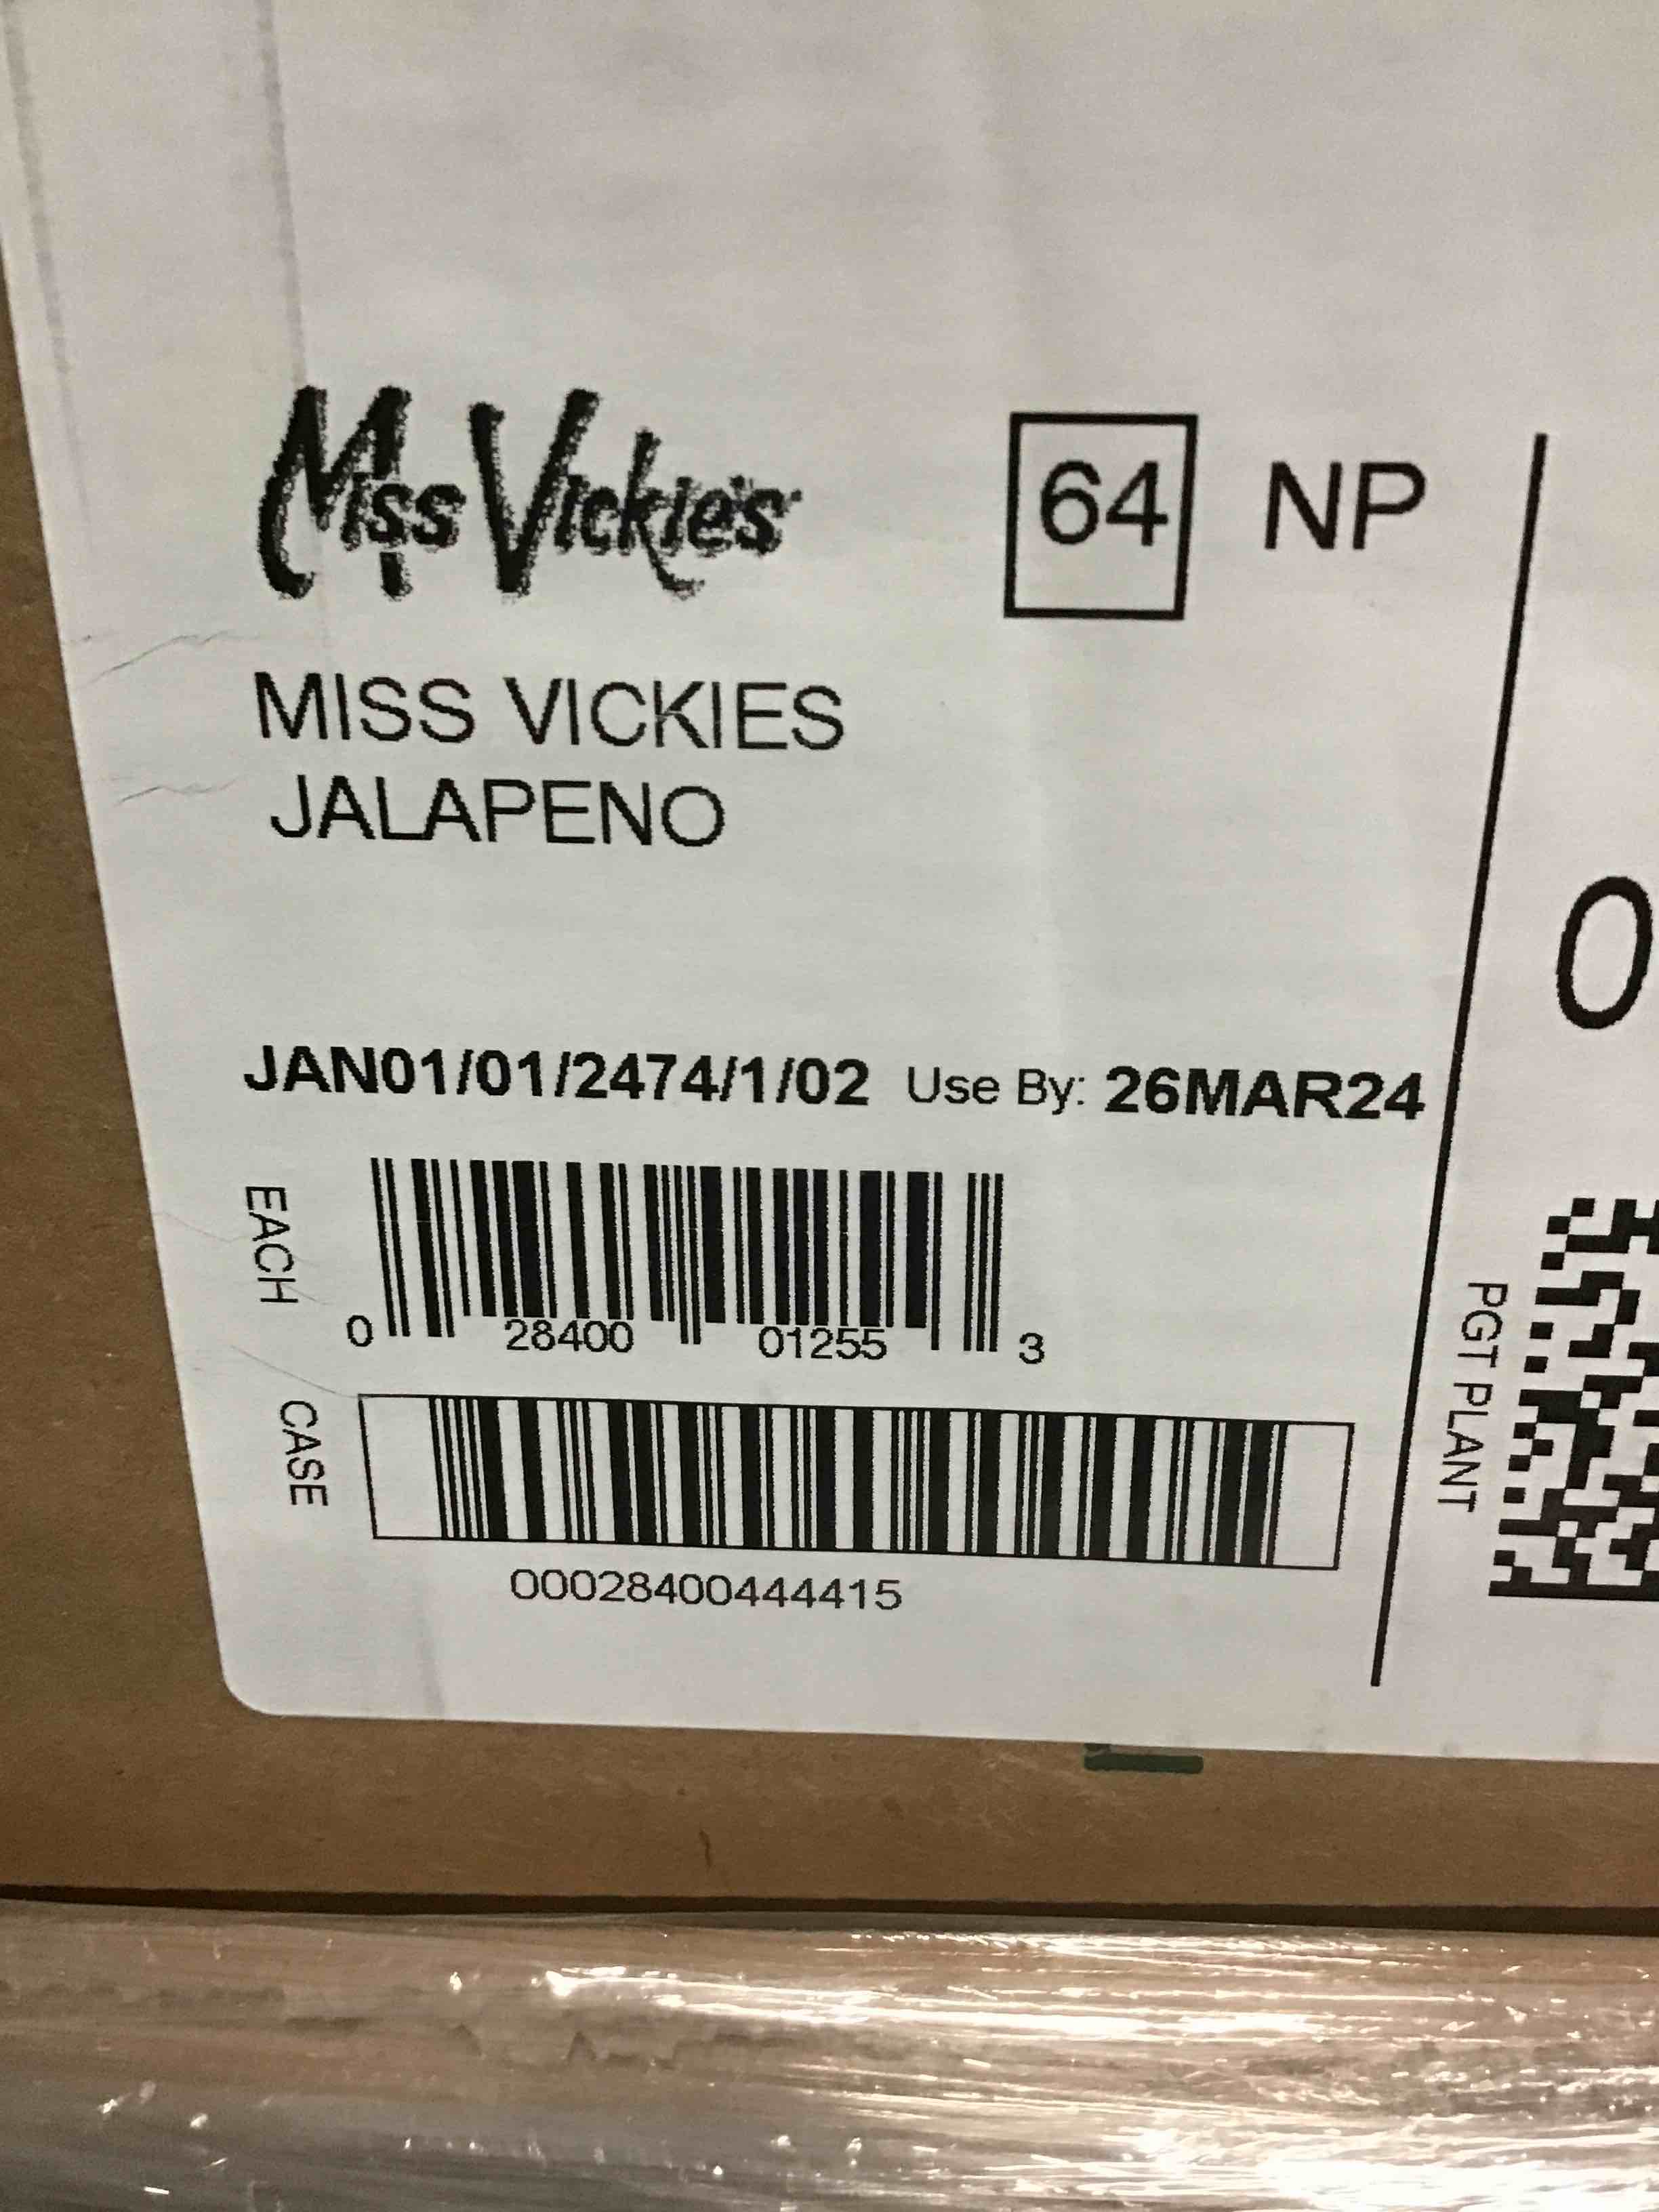 Miss Vickie's
64 NP
MISS VICKIES
JALAPENO
0
JAN01/01/2474/1/02 Use By: 26MAR24
EACH
0 28400 01255 3
CASE
00028400444415
PGT PLANT